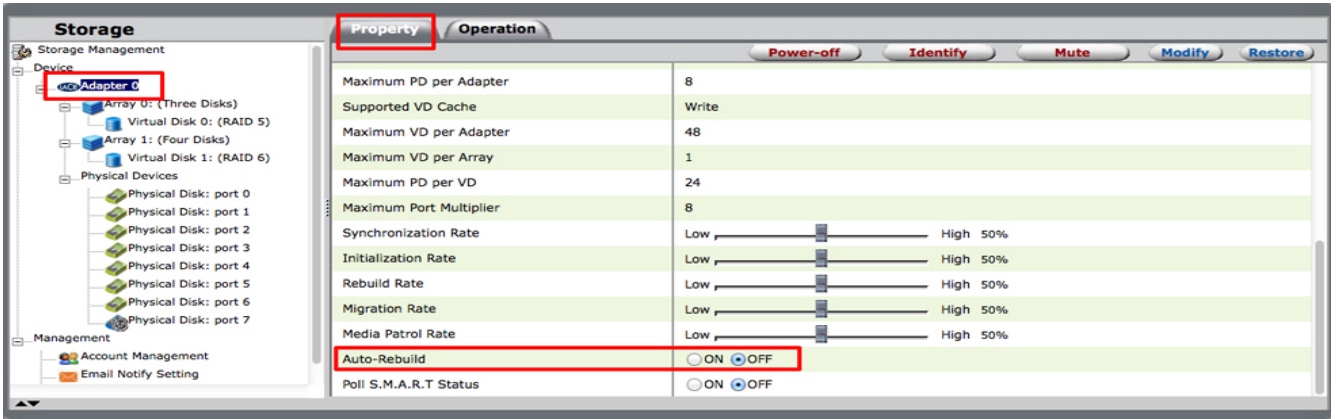 Storage
Storage Management
Device
Adapter 0
Array 0: (Three Disks)
Virtual Disk 0: (RAID 5)
Array 1: (Four Disks)
Virtual Disk 1: (RAID 6)
Physical Devices
Physical Disk: port 0
Physical Disk: port 1
Physical Disk: port 2
Physical Disk: port 3
Physical Disk: port 4
Physical Disk: port 5
Physical Disk: port 6
Physical Disk: port 7
Management
Account Management
Email Notify Setting
Property Operation
Power-off Identify Mute Modify Restore
Maximum PD per Adapter 8
Supported VD Cache Write
Maximum VD per Adapter 48
Maximum VD per Array 1
Maximum PD per VD 24
Maximum Port Multiplier 8
Synchronization Rate Low High 50%
Initialization Rate Low High 50%
Rebuild Rate Low High 50%
Migration Rate Low High 50%
Media Patrol Rate Low High 50%
Auto-Rebuild ON OFF
Poll S.M.A.R.T Status ON OFF